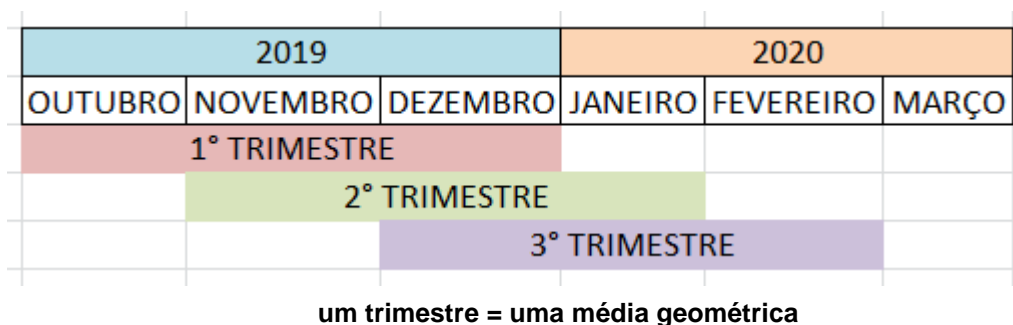 2019 2020
OUTUBRO NOVEMBRO DEZEMBRO JANEIRO FEVEREIRO MARÇO
1° TRIMESTRE
2° TRIMESTRE
3° TRIMESTRE
um trimestre = uma média geométrica